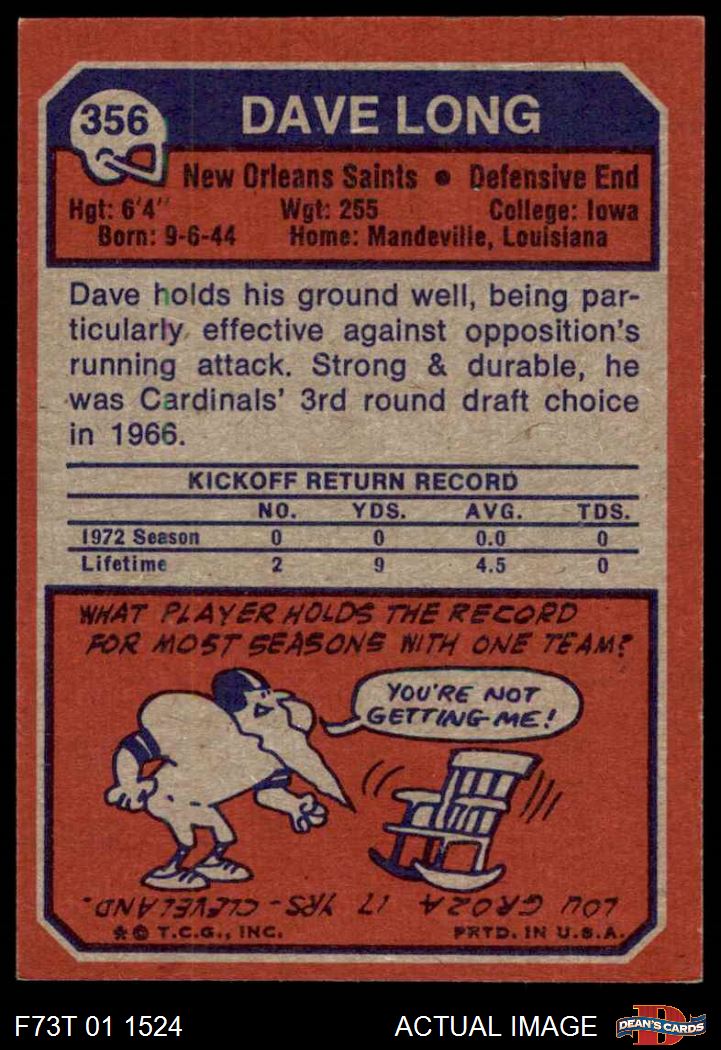 356
DAVE LONG
New Orleans Saints • Defensive End
Hgt: 6'4" Wgt: 255 College: Iowa
Born: 9-6-44 Home: Mandeville, Louisiana
Dave holds his ground well, being par-
ticularly effective against opposition's
running attack. Strong & durable, he
was Cardinals' 3rd round draft choice
in 1966.
KICKOFF RETURN RECORD
NO. YDS. AVG. TDS.
1972 Season 0 0 0.0 0
Lifetime 2 9 4.5 0
WHAT PLAYER HOLDS THE RECORD
FOR MOST SEASONS WITH ONE TEAM?
YOU'RE NOT
GETTING ME!
LOU GROZA 17 YRS - CLEVELAND.
* © T.C.G., INC. PRTD. IN U.S.A.
F73T 01 1524 ACTUAL IMAGE
D
DEAN'S CARDS